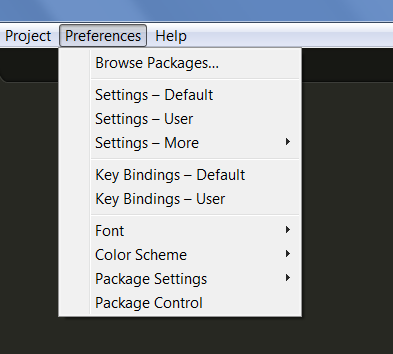 Project Preferences Help
Browse Packages...
Settings – Default
Settings – User
Settings – More
Key Bindings – Default
Key Bindings – User
Font
Color Scheme
Package Settings
Package Control